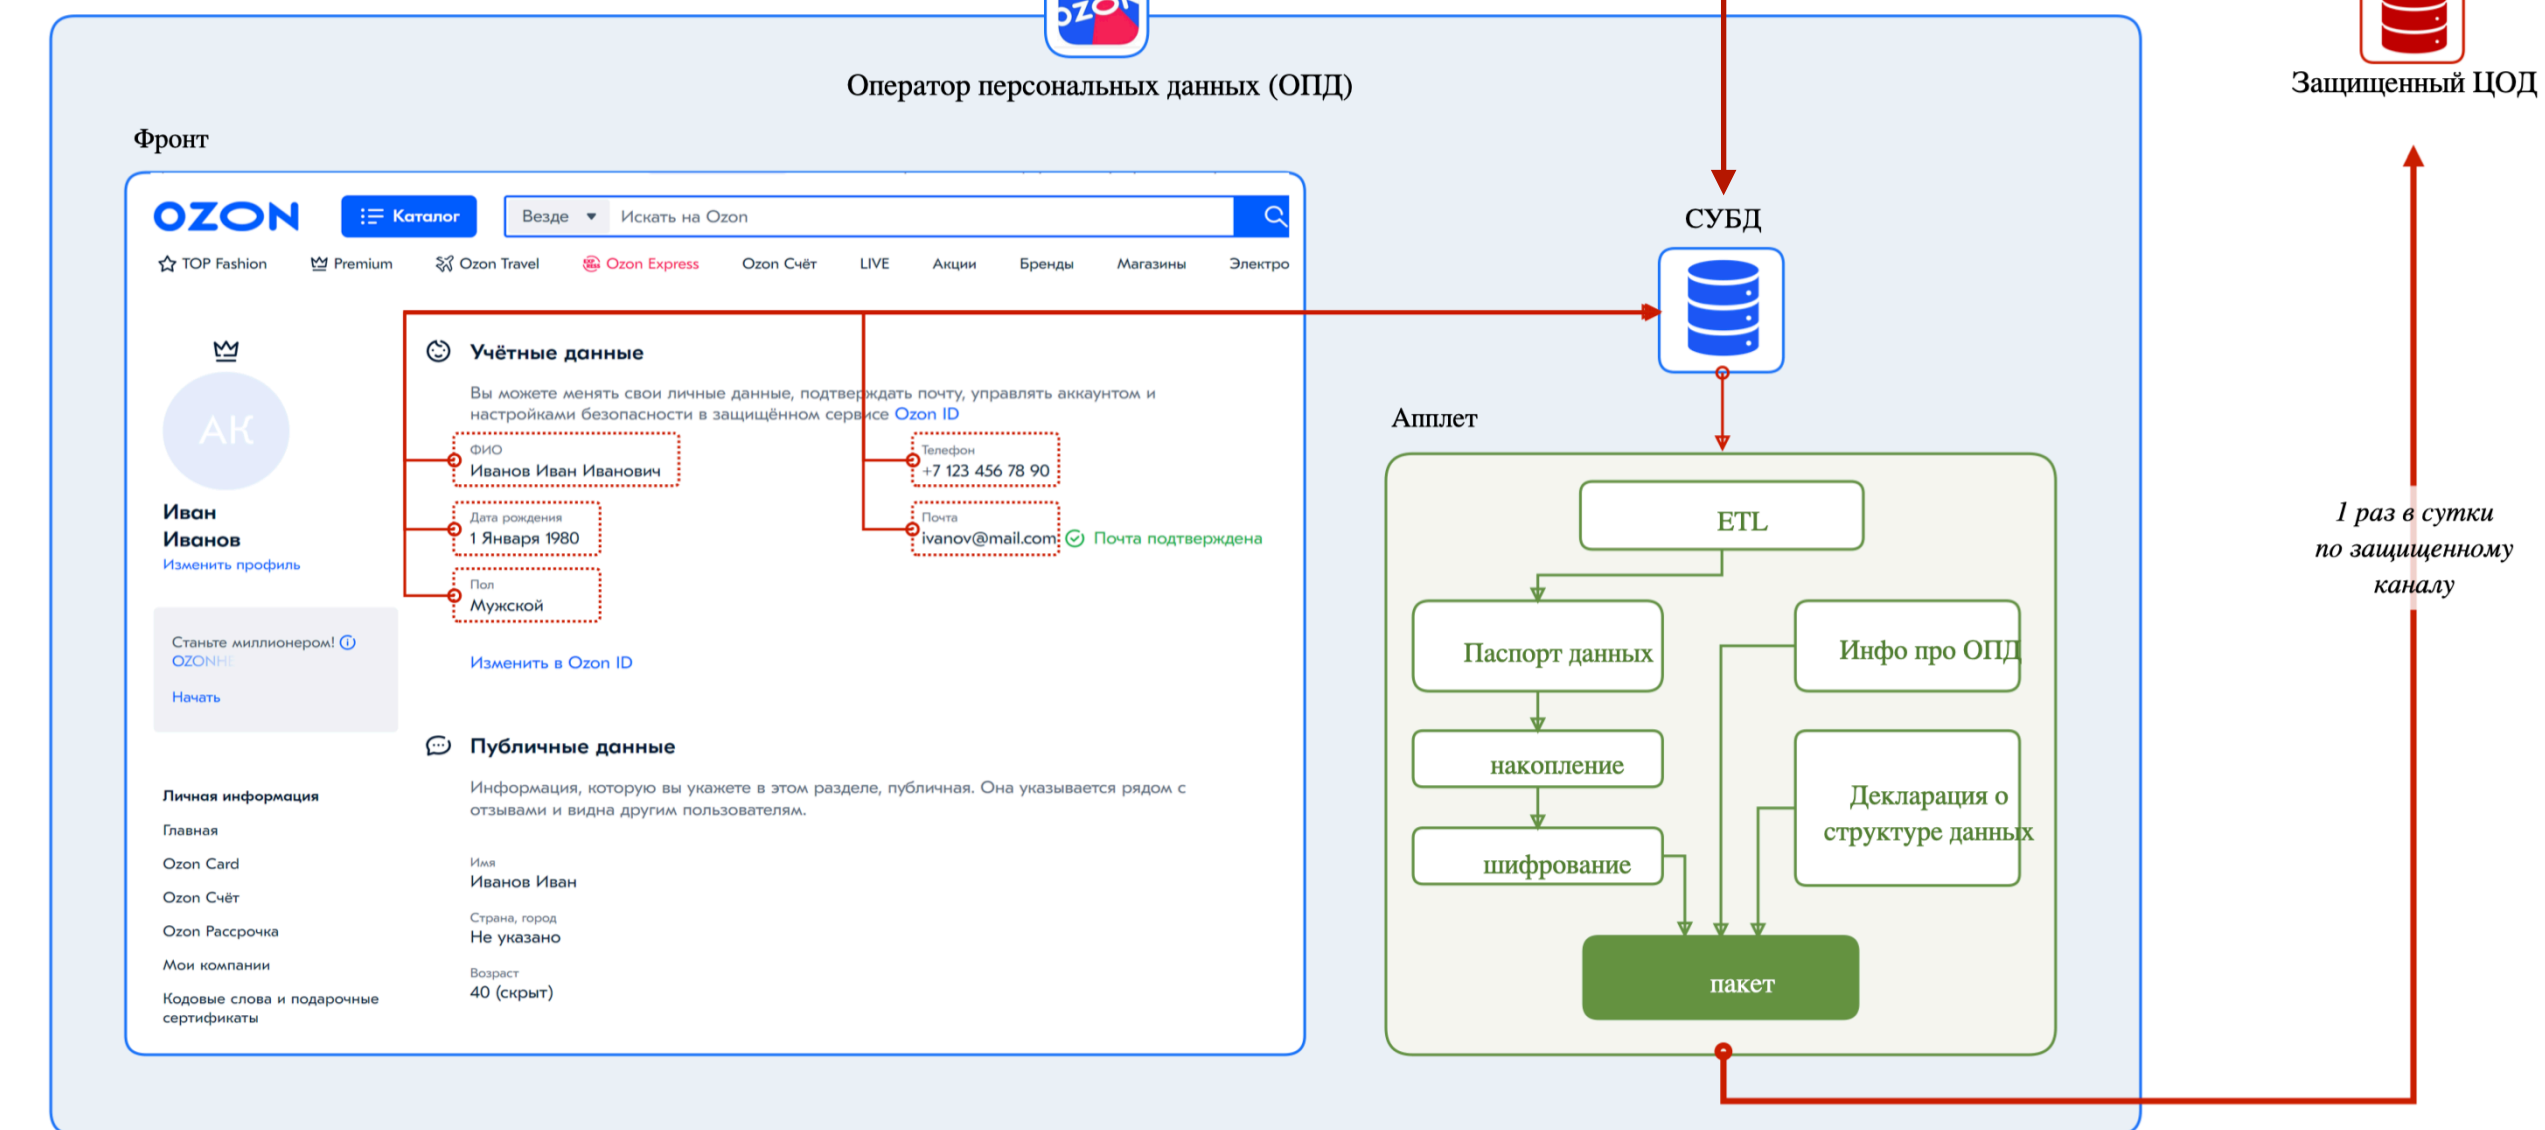 OZON
Оператор персональных данных (ОПД)
Защищенный ЦОД
Фронт
OZON
Каталог
Везде
Искать на Ozon
TOP Fashion
Premium
Ozon Travel
Ozon Express
Ozon Счёт
LIVE
Акции
Бренды
Магазины
Электро
АК
Иван
Иванов
Изменить профиль
Станьте миллионером!
OZONH
Начать
Личная информация
Главная
Ozon Card
Ozon Счёт
Ozon Рассрочка
Мои компании
Кодовые слова и подарочные
сертификаты
Учётные данные
Вы можете менять свои личные данные, подтверждать почту, управлять аккаунтом и
настройками безопасности в защищённом сервисе Ozon ID
ФИО
Иванов Иван Иванович
Телефон
+7 123 456 78 90
Дата рождения
1 Января 1980
Почта
ivanov@mail.com
Почта подтверждена
Пол
Мужской
Изменить в Ozon ID
Публичные данные
Информация, которую вы укажете в этом разделе, публичная. Она указывается рядом с
отзывами и видна другим пользователям.
Имя
Иванов Иван
Страна, город
Не указано
Возраст
40 (скрыт)
СУБД
Апплет
ETL
Паспорт данных
Инфо про ОПД
накопление
Декларация о
структуре данных
шифрование
пакет
1 раз в сутки
по защищенному
каналу